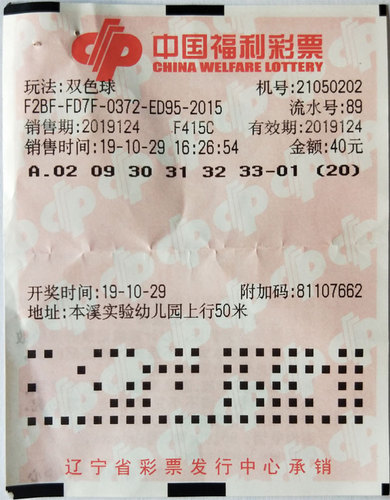 中国福利彩票
CHINA WELFARE LOTTERY
玩法:双色球 机号:21050202
F2BF-FD7F-0372-ED95-2015 流水号:89
销售期:2019124 F415C 有效期:2019124
销售时间:19-10-29 16:26:54 金额:40元
A.02 09 30 31 32 33-01 (20)
开奖时间:19-10-29 附加码:81107662
地址:本溪实验幼儿园上行50米
辽宁省彩票发行中心承销